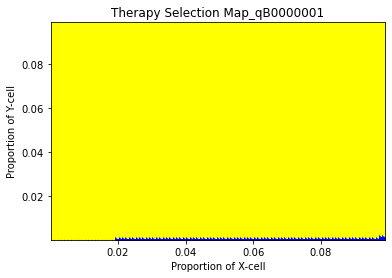 Therapy Selection Map_qB0000001
0.08
0.06
0.04
0.02
Proportion of Y-cell
0.02 0.04 0.06 0.08
Proportion of X-cell